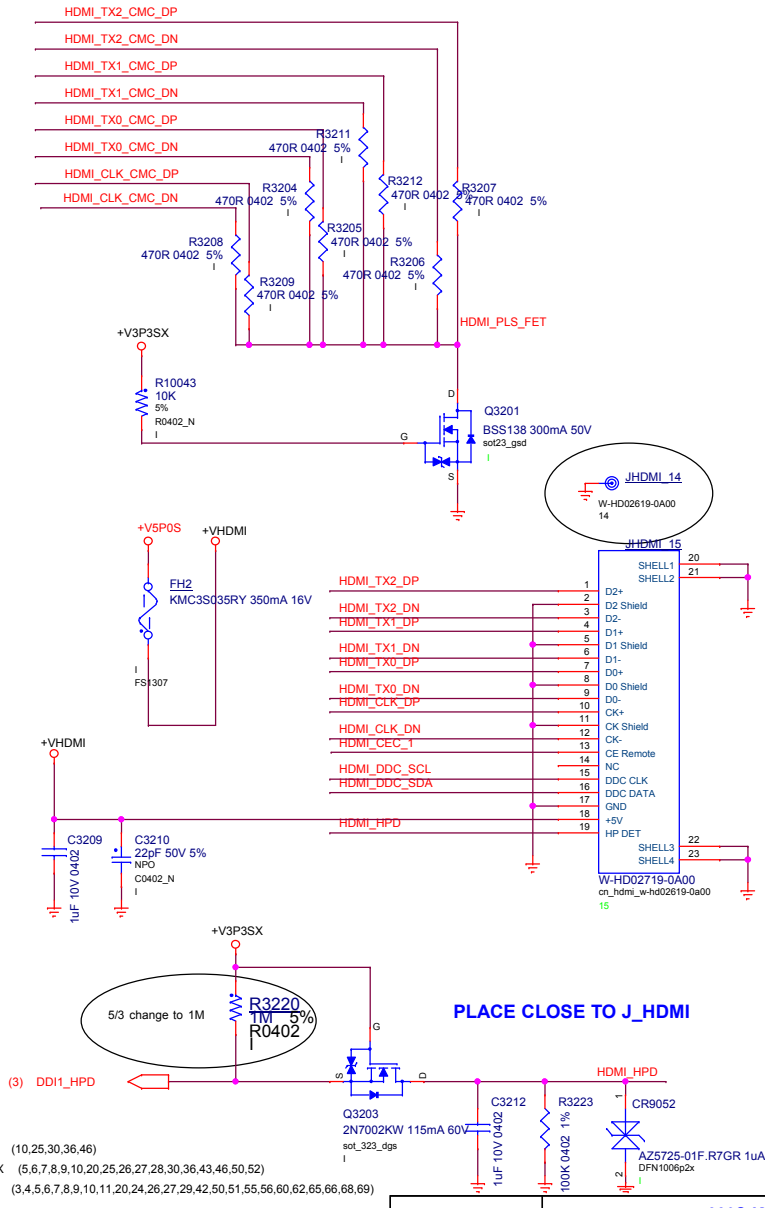 HDMI_TX2_CMC_DP
HDMI_TX2_CMC_DN
HDMI_TX1_CMC_DP
HDMI_TX1_CMC_DN
HDMI_TX0_CMC_DP
HDMI_TX0_CMC_DN
HDMI_CLK_CMC_DP
HDMI_CLK_CMC_DN
R3211
470R 0402 5%
I
R3204
470R 0402 5%
I
R3212
470R 0402 5%
I
R3207
470R 0402 5%
I
R3208
470R 0402 5%
I
R3205
470R 0402 5%
I
R3206
470R 0402 5%
I
R3209
470R 0402 5%
I
HDMI_PLS_FET
+V3P3SX
R10043
10K
5%
R0402_N
I
D
G
S
Q3201
BSS138 300mA 50V
sot23_gsd
I
JHDMI_14
W-HD02619-0A00
14
+V5P0S
+VHDMI
FH2
KMC3S035RY 350mA 16V
I
FS1307
JHDMI_15
SHELL1 20
SHELL2 21
HDMI_TX2_DP 1 D2+
2 D2 Shield
HDMI_TX2_DN 3 D2-
HDMI_TX1_DP 4 D1+
5 D1 Shield
HDMI_TX1_DN 6 D1-
HDMI_TX0_DP 7 D0+
8 D0 Shield
HDMI_TX0_DN 9 D0-
HDMI_CLK_DP 10 CK+
11 CK Shield
HDMI_CLK_DN 12 CK-
HDMI_CEC_1 13 CE Remote
14 NC
HDMI_DDC_SCL 15 DDC CLK
HDMI_DDC_SDA 16 DDC DATA
17 GND
18 +5V
HDMI_HPD 19 HP DET
SHELL3 22
SHELL4 23
W-HD02719-0A00
cn_hdmi_w-hd02619-0a00
15
+VHDMI
C3209
1uF 10V 0402
C3210
22pF 50V 5%
NPO
C0402_N
I
+V3P3SX
5/3 change to 1M
R3220
1M 5%
R0402
I
PLACE CLOSE TO J_HDMI
(3) DDI1_HPD
G
S
D
Q3203
2N7002KW 115mA 60V
sot_323_dgs
I
HDMI_HPD
C3212
1uF 10V 0402
R3223
100K 0402 1%
1
CR9052
AZ5725-01F.R7GR 1uA
DFN1006p2x
2
I
(10,25,30,36,46)
(5,6,7,8,9,10,20,25,26,27,28,30,36,43,46,50,52)
(3,4,5,6,7,8,9,10,11,20,24,26,27,29,42,50,51,55,56,60,62,65,66,68,69)